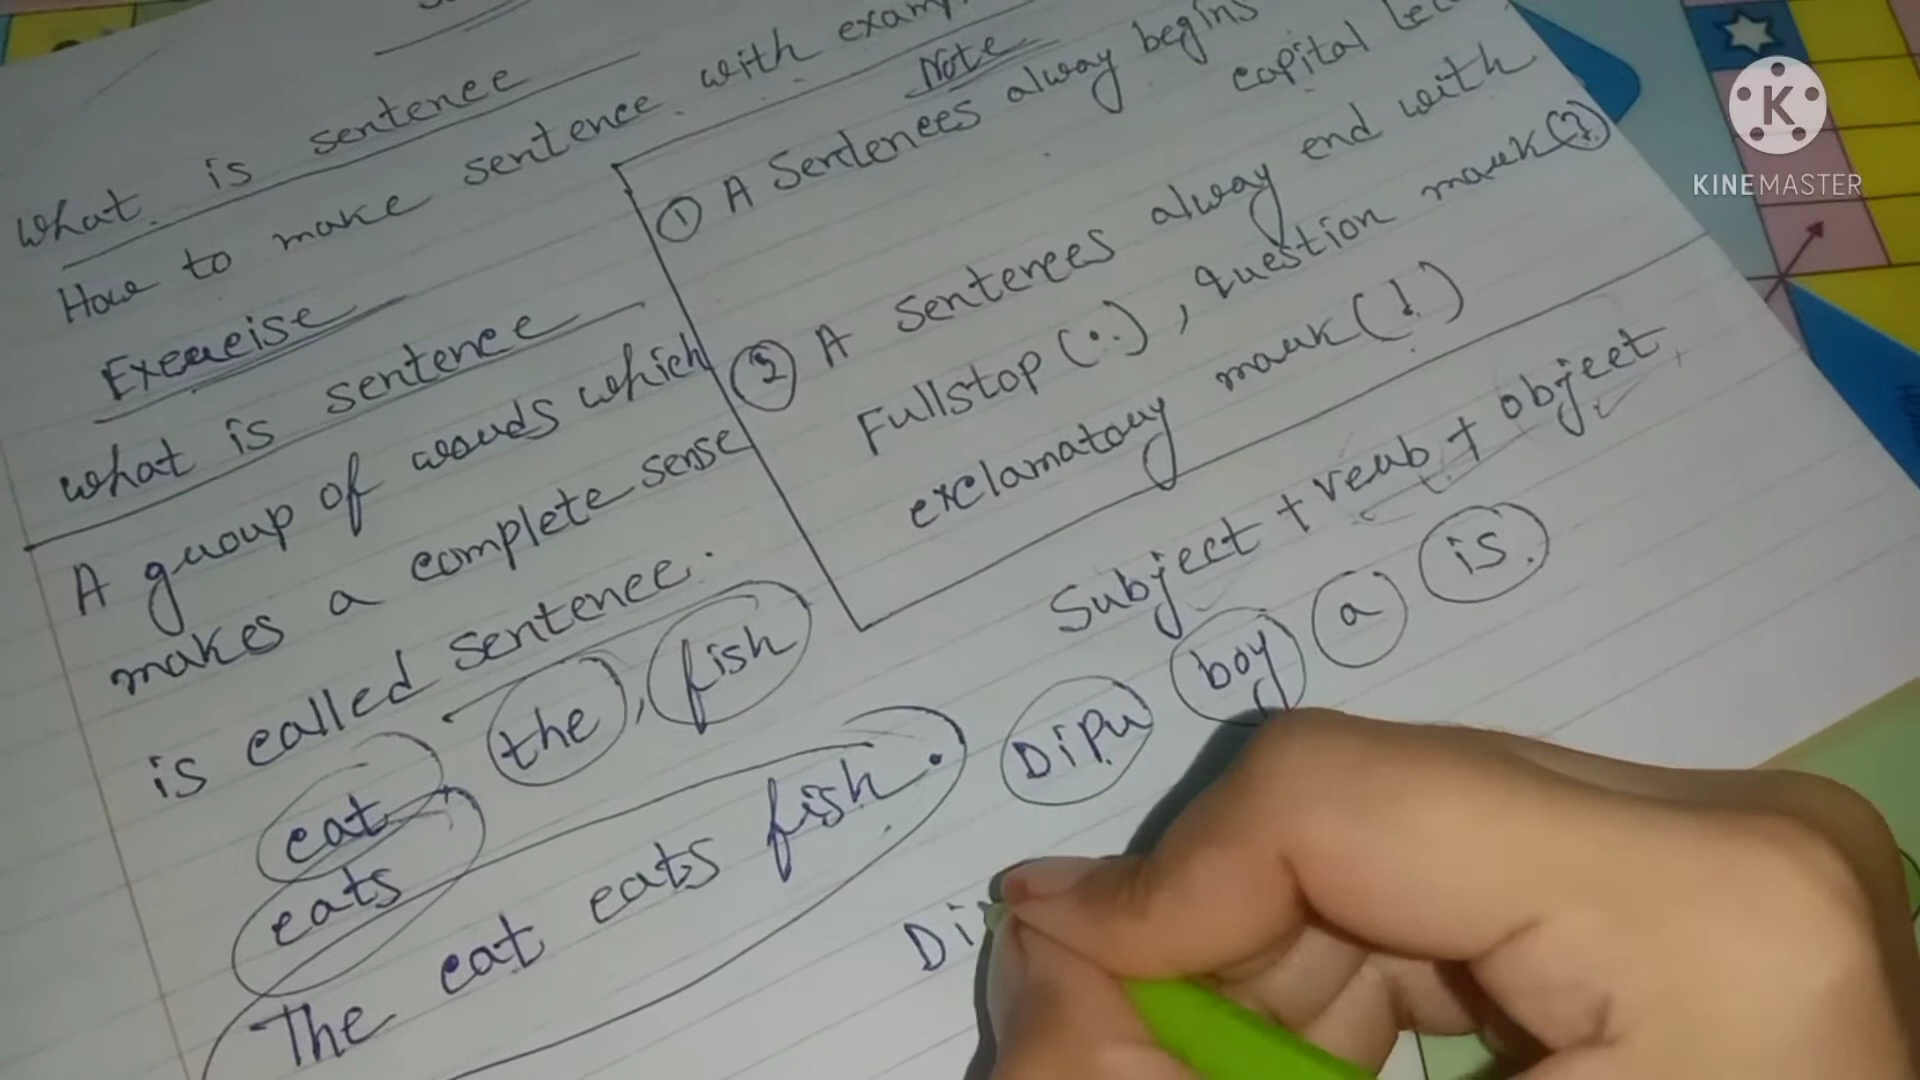 What is sentence
How to make sentence with exam
Exercise
what is sentence
A group of words which
makes a complete sense
is called sentence.
Note
① A Sentences alway begins
capital Le
② A Sentences alway end with
Fullstop (.), question mark (?)
exclamatory mark (!)
Subject + verb + object
cat the, fish
eats
The cat eats fish.
Dipu boy a is.
Di
KINEMASTER